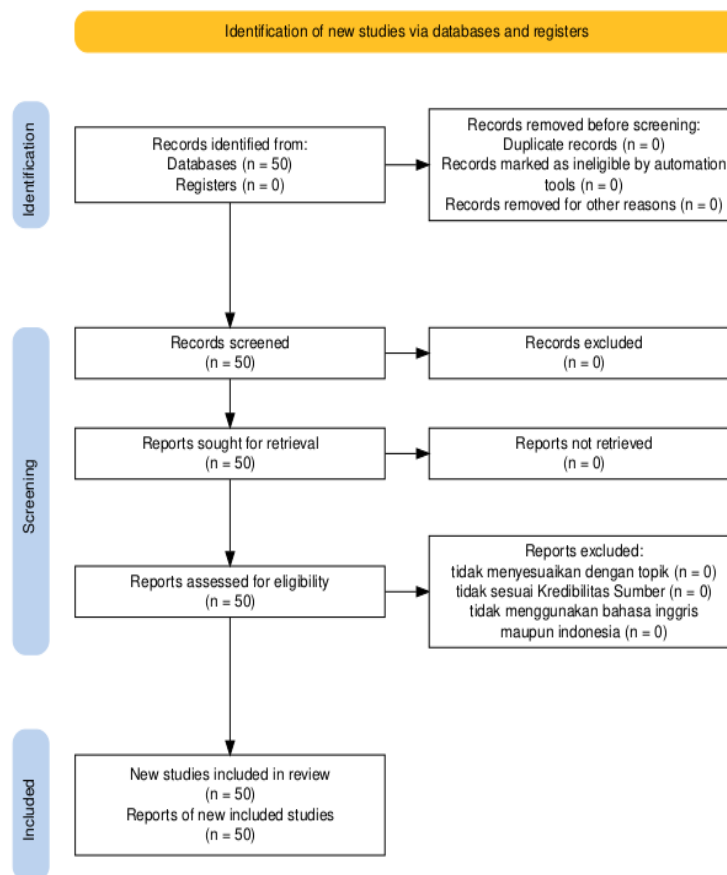 Identification of new studies via databases and registers
Identification
Records identified from:
Databases (n = 50)
Registers (n = 0)
Records removed before screening:
Duplicate records (n = 0)
Records marked as ineligible by automation
tools (n = 0)
Records removed for other reasons (n = 0)
Screening
Records screened
(n = 50)
Records excluded
(n = 0)
Reports sought for retrieval
(n = 50)
Reports not retrieved
(n = 0)
Reports assessed for eligibility
(n = 50)
Reports excluded:
tidak menyesuaikan dengan topik (n = 0)
tidak sesuai Kredibilitas Sumber (n = 0)
tidak menggunakan bahasa inggris
maupun indonesia (n = 0)
Included
New studies included in review
(n = 50)
Reports of new included studies
(n = 50)